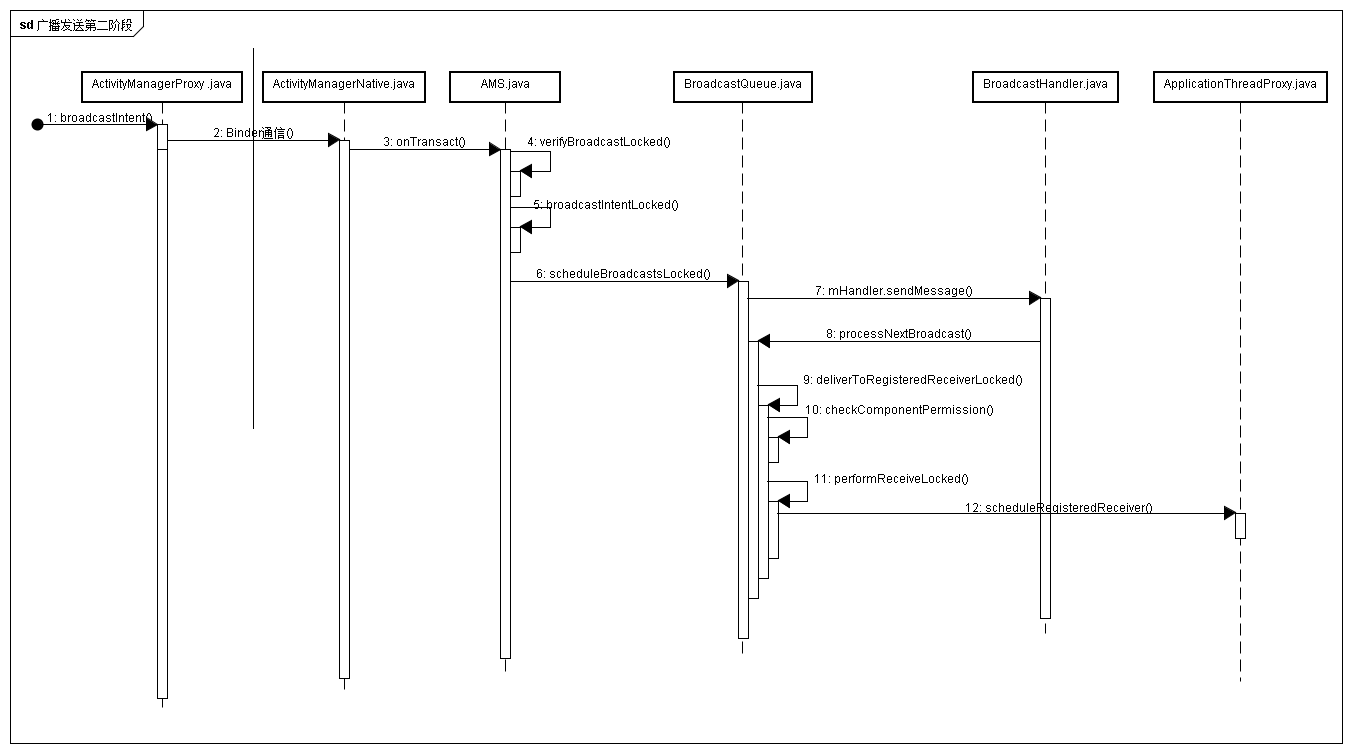 sd 广播发送第二阶段
ActivityManagerProxy .java
ActivityManagerNative.java
AMS.java
BroadcastQueue.java
BroadcastHandler.java
ApplicationThreadProxy.java
1: broadcastIntent()
2: Binder通信()
3: onTransact()
4: verifyBroadcastLocked()
5: broadcastIntentLocked()
6: scheduleBroadcastsLocked()
7: mHandler.sendMessage()
8: processNextBroadcast()
9: deliverToRegisteredReceiverLocked()
10: checkComponentPermission()
11: performReceiveLocked()
12: scheduleRegisteredReceiver()